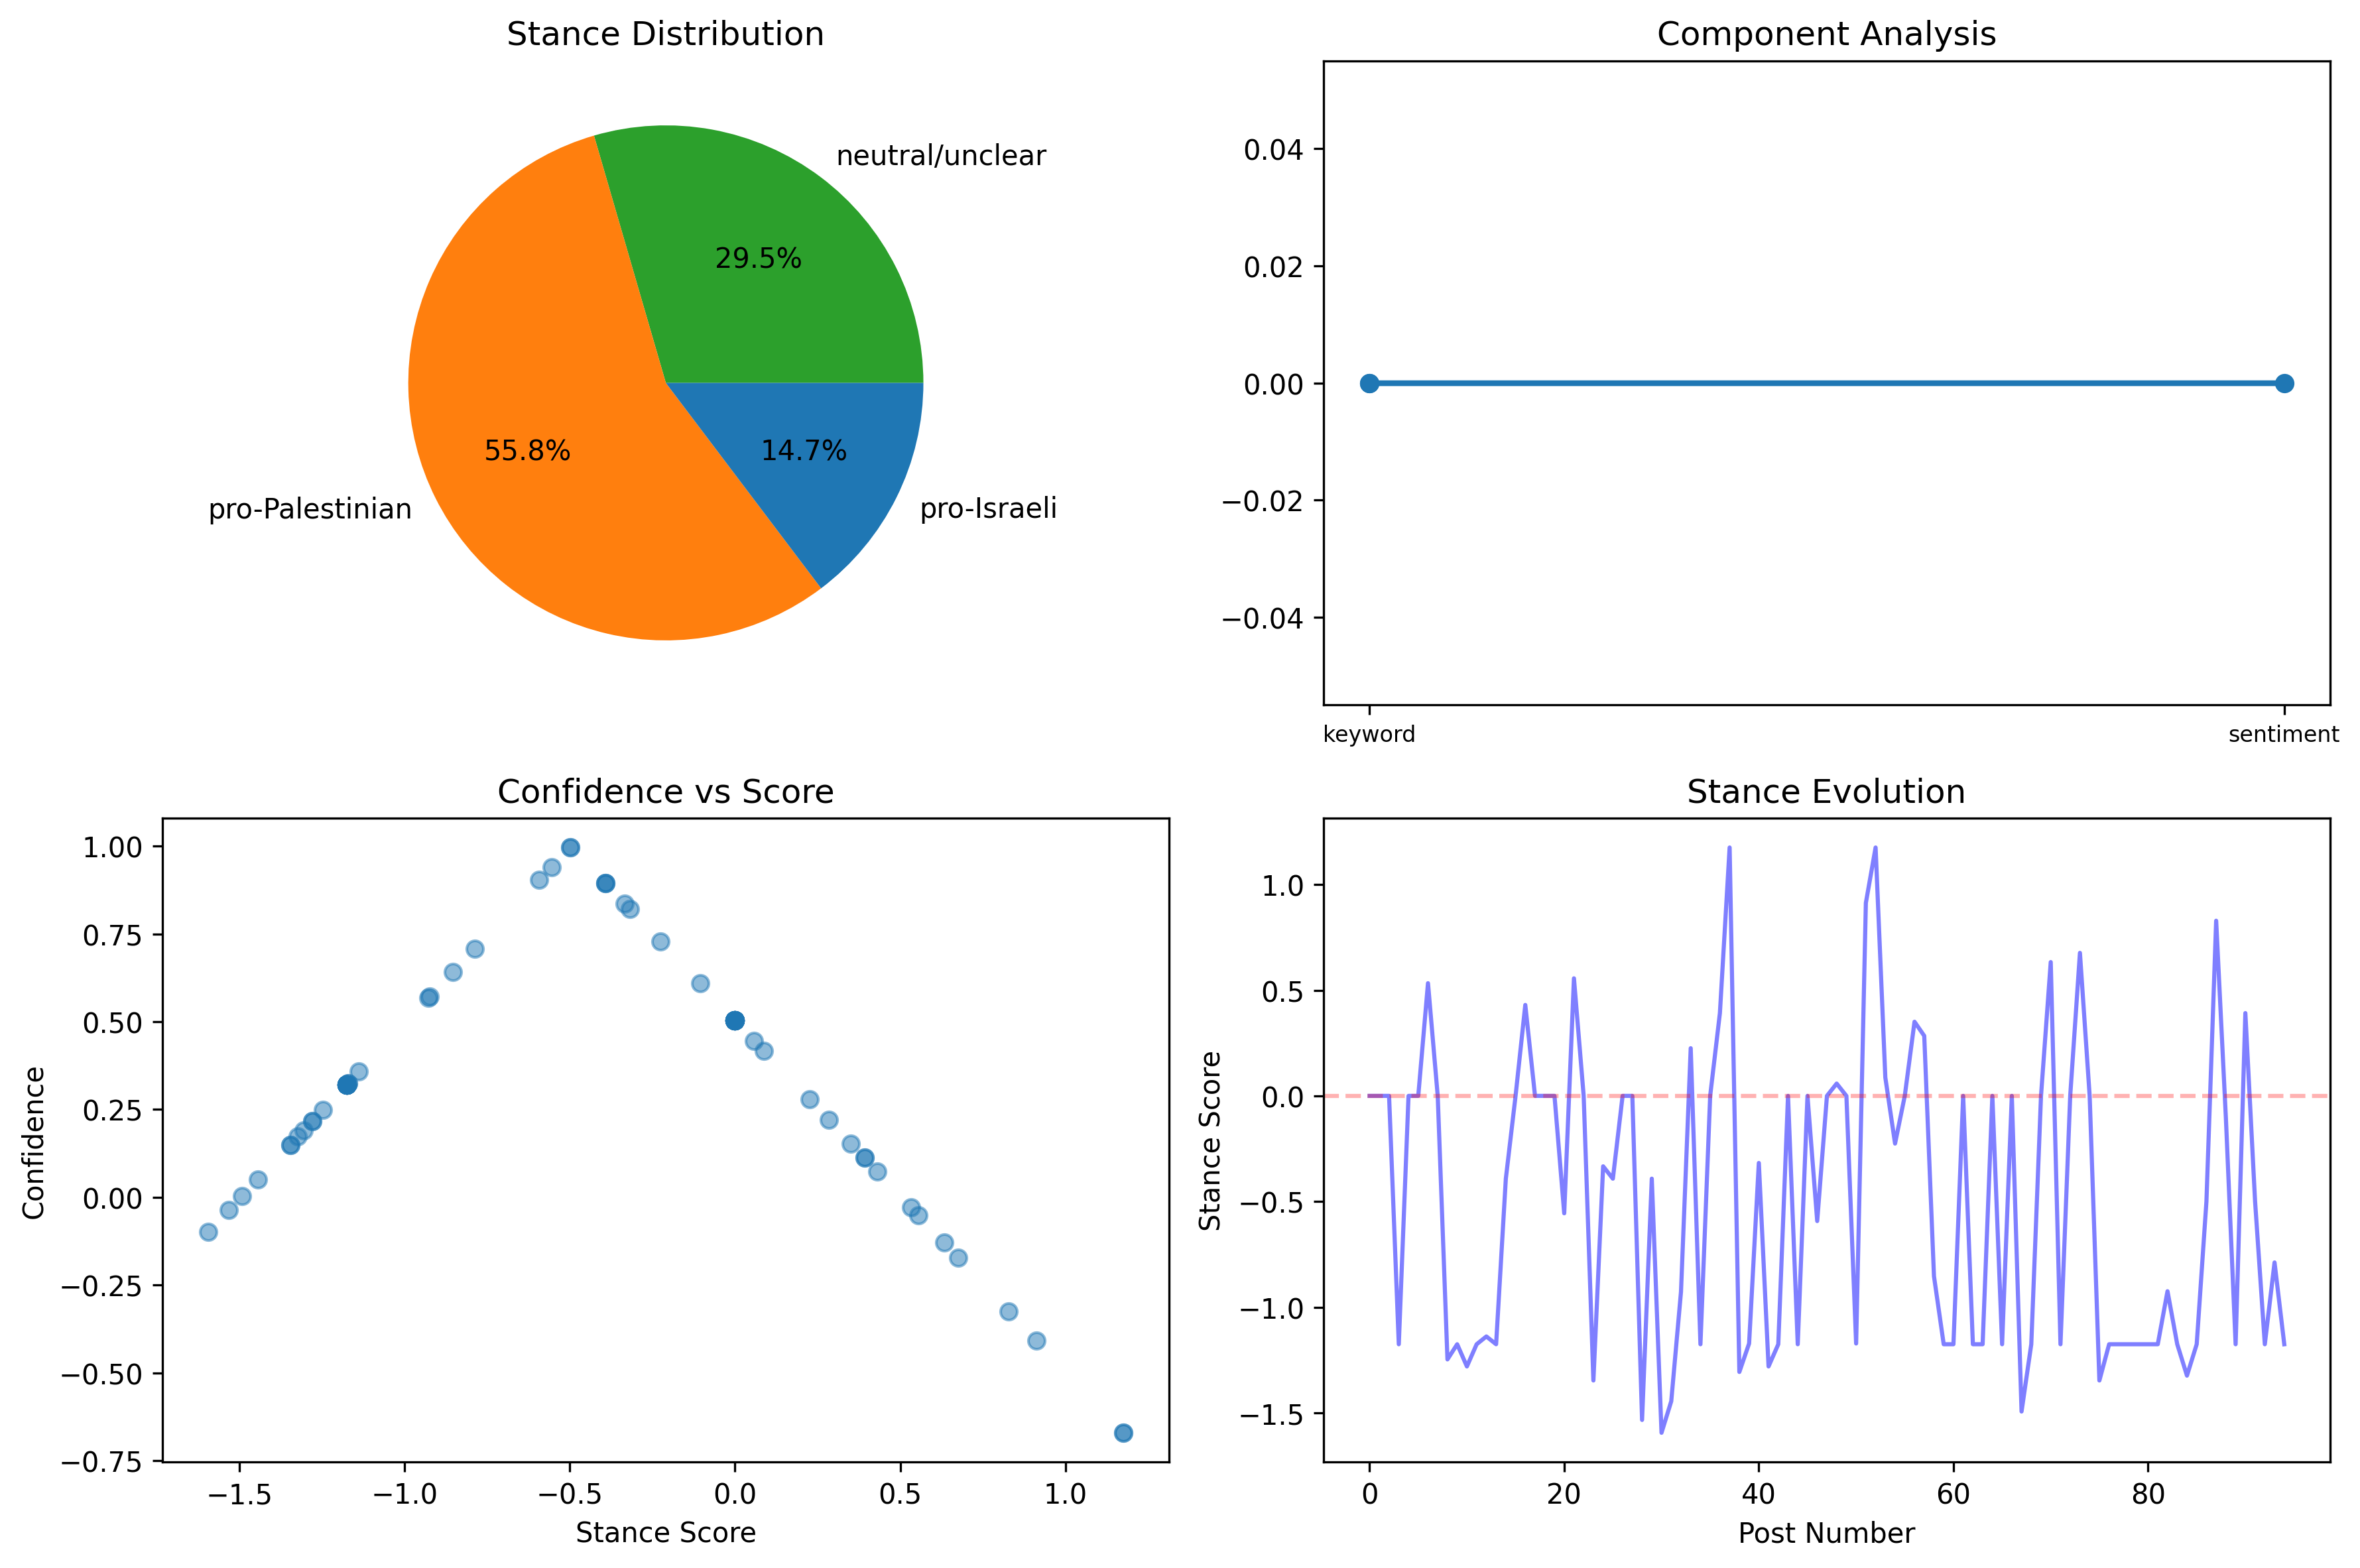 Stance Distribution
neutral/unclear
29.5%
55.8%
14.7%
pro-Palestinian
pro-Israeli
Component Analysis
0.04
0.02
0.00
−0.02
−0.04
keyword
sentiment
Confidence vs Score
Confidence
1.00
0.75
0.50
0.25
0.00
−0.25
−0.50
−0.75
−1.5
−1.0
−0.5
0.0
0.5
1.0
Stance Score
Stance Evolution
Stance Score
1.0
0.5
0.0
−0.5
−1.0
−1.5
0
20
40
60
80
Post Number